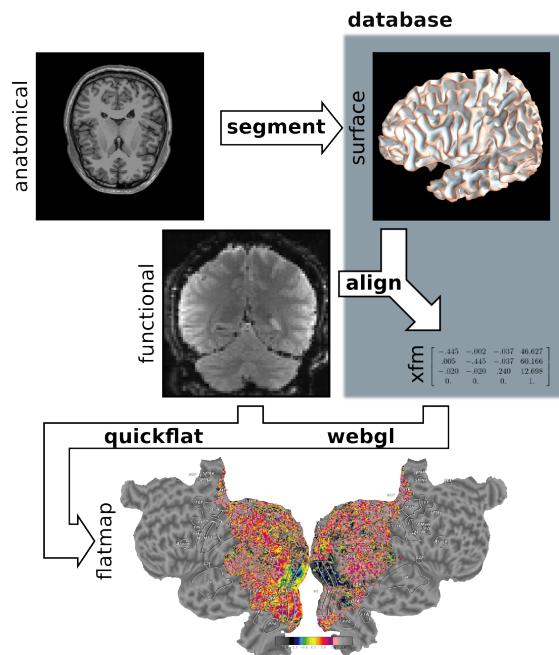 database
anatomical
segment
surface
functional
align
xfm
-.445 -.002 -.037 46.627
.005 -.445 -.037 60.166
-.020 -.020 .240 12.698
0. 0. 0. 1.
quickflat
webgl
flatmap